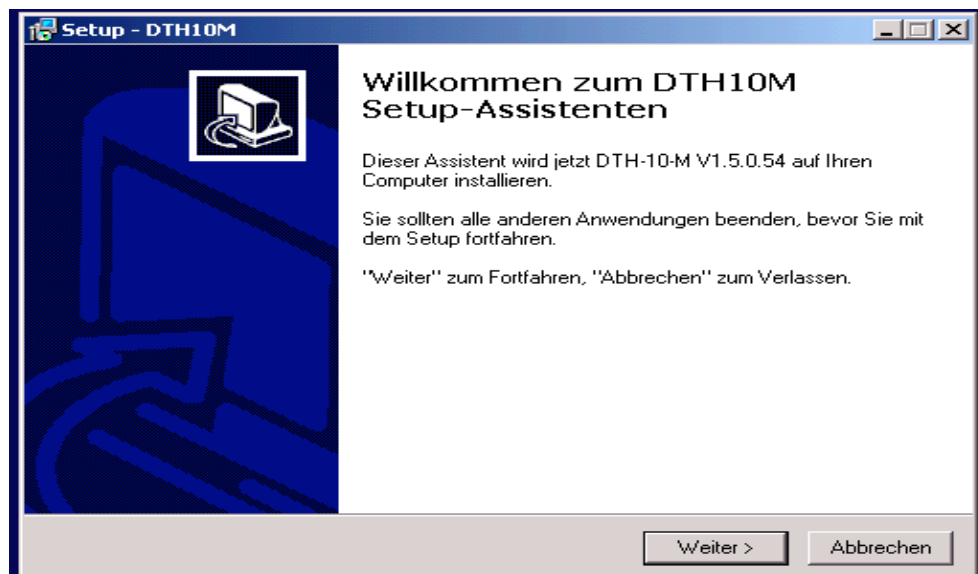 Setup - DTH10M
Willkommen zum DTH10M
Setup-Assistenten
Dieser Assistent wird jetzt DTH-10-M V1.5.0.54 auf Ihren
Computer installieren.
Sie sollten alle anderen Anwendungen beenden, bevor Sie mit
dem Setup fortfahren.
"Weiter" zum Fortfahren, "Abbrechen" zum Verlassen.
Weiter > Abbrechen